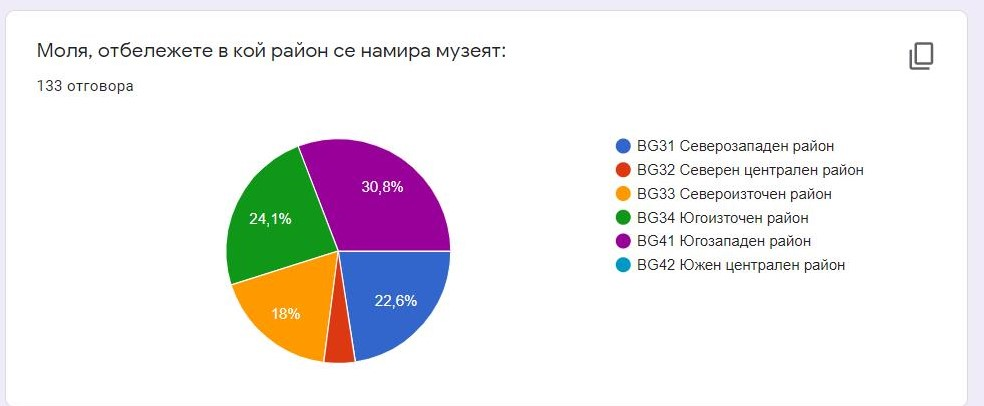 Моля, отбележете в кой район се намира музеят:
133 отговора
30,8%
24,1%
22,6%
18%
BG31 Северозападен район
BG32 Северен централен район
BG33 Североизточен район
BG34 Югоизточен район
BG41 Югозападен район
BG42 Южен централен район